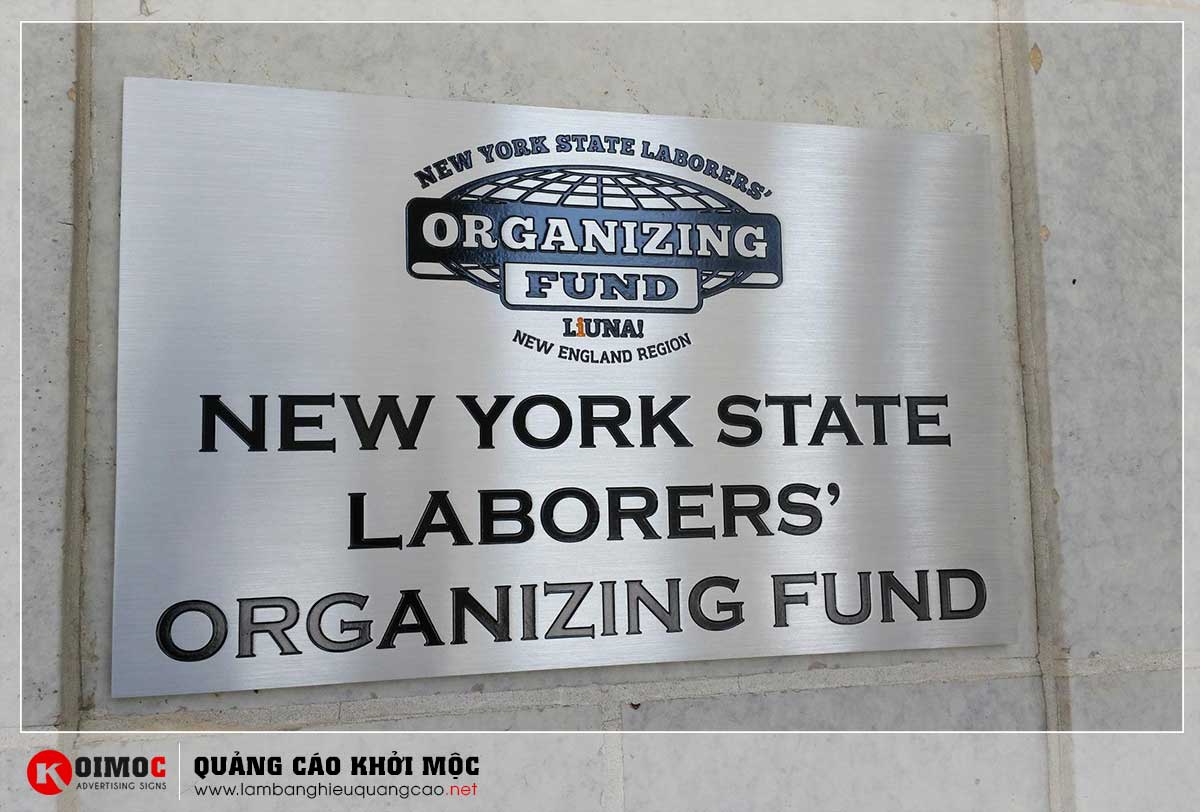 NEW YORK STATE LABORERS'
ORGANIZING
FUND
LiUNA!
NEW ENGLAND REGION
NEW YORK STATE
LABORERS'
ORGANIZING FUND
KOIMOC
ADVERTISING SIGNS
QUẢNG CÁO KHỞI MỘC
www.lambanghieuquangcao.net